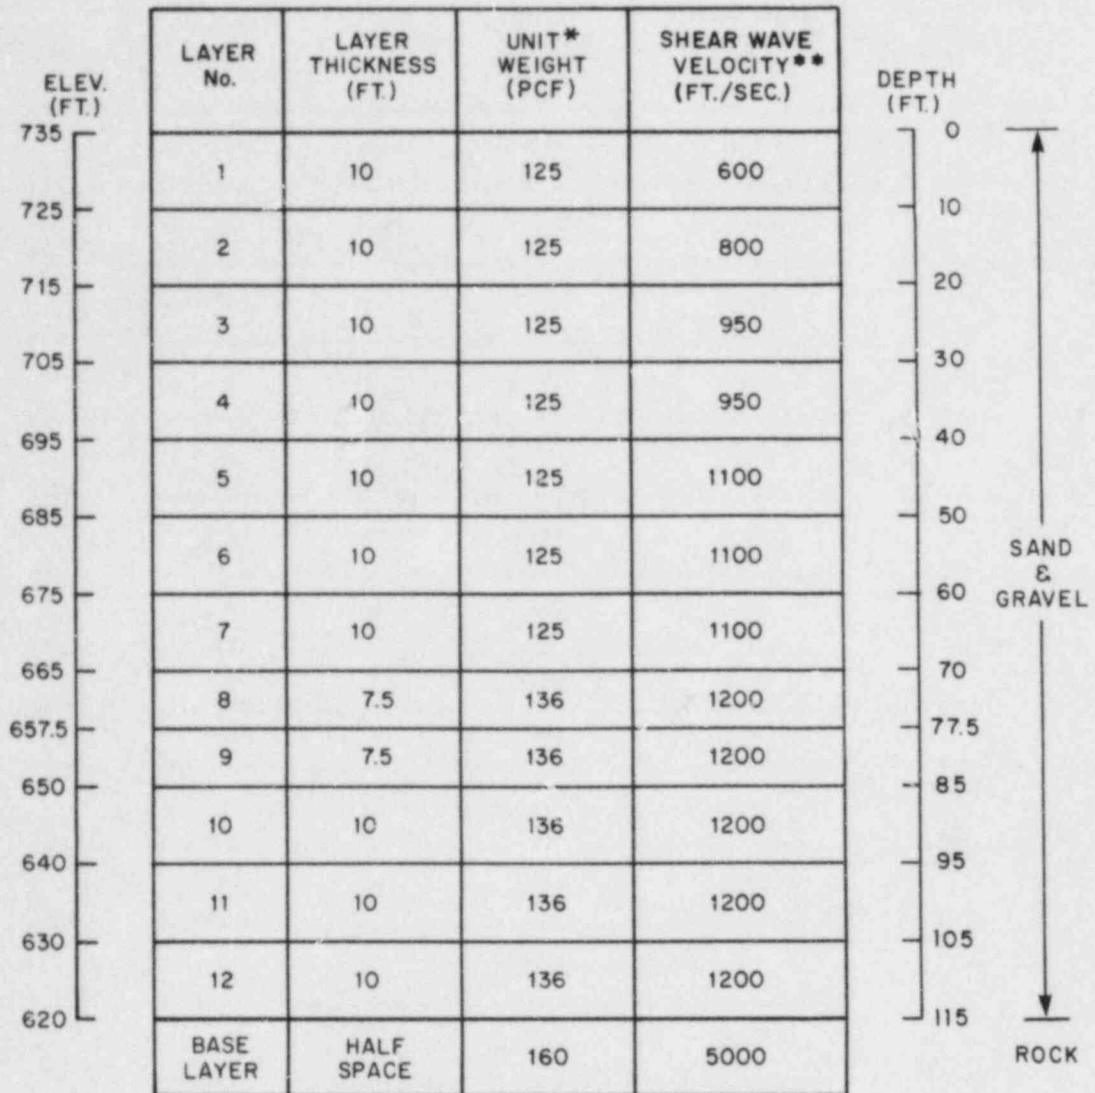 ELEV. (FT.)
LAYER No.
LAYER THICKNESS (FT.)
UNIT* WEIGHT (PCF)
SHEAR WAVE VELOCITY** (FT./SEC.)
DEPTH (FT.)
735 0
1 10 125 600
725 10
2 10 125 800
715 20
3 10 125 950
705 30
4 10 125 950
695 40
5 10 125 1100
685 50
6 10 125 1100
675 60
7 10 125 1100
665 70
8 7.5 136 1200
657.5 77.5
9 7.5 136 1200
650 85
10 10 136 1200
640 95
11 10 136 1200
630 105
12 10 136 1200
620 115
BASE LAYER HALF SPACE 160 5000
SAND
&
GRAVEL
ROCK